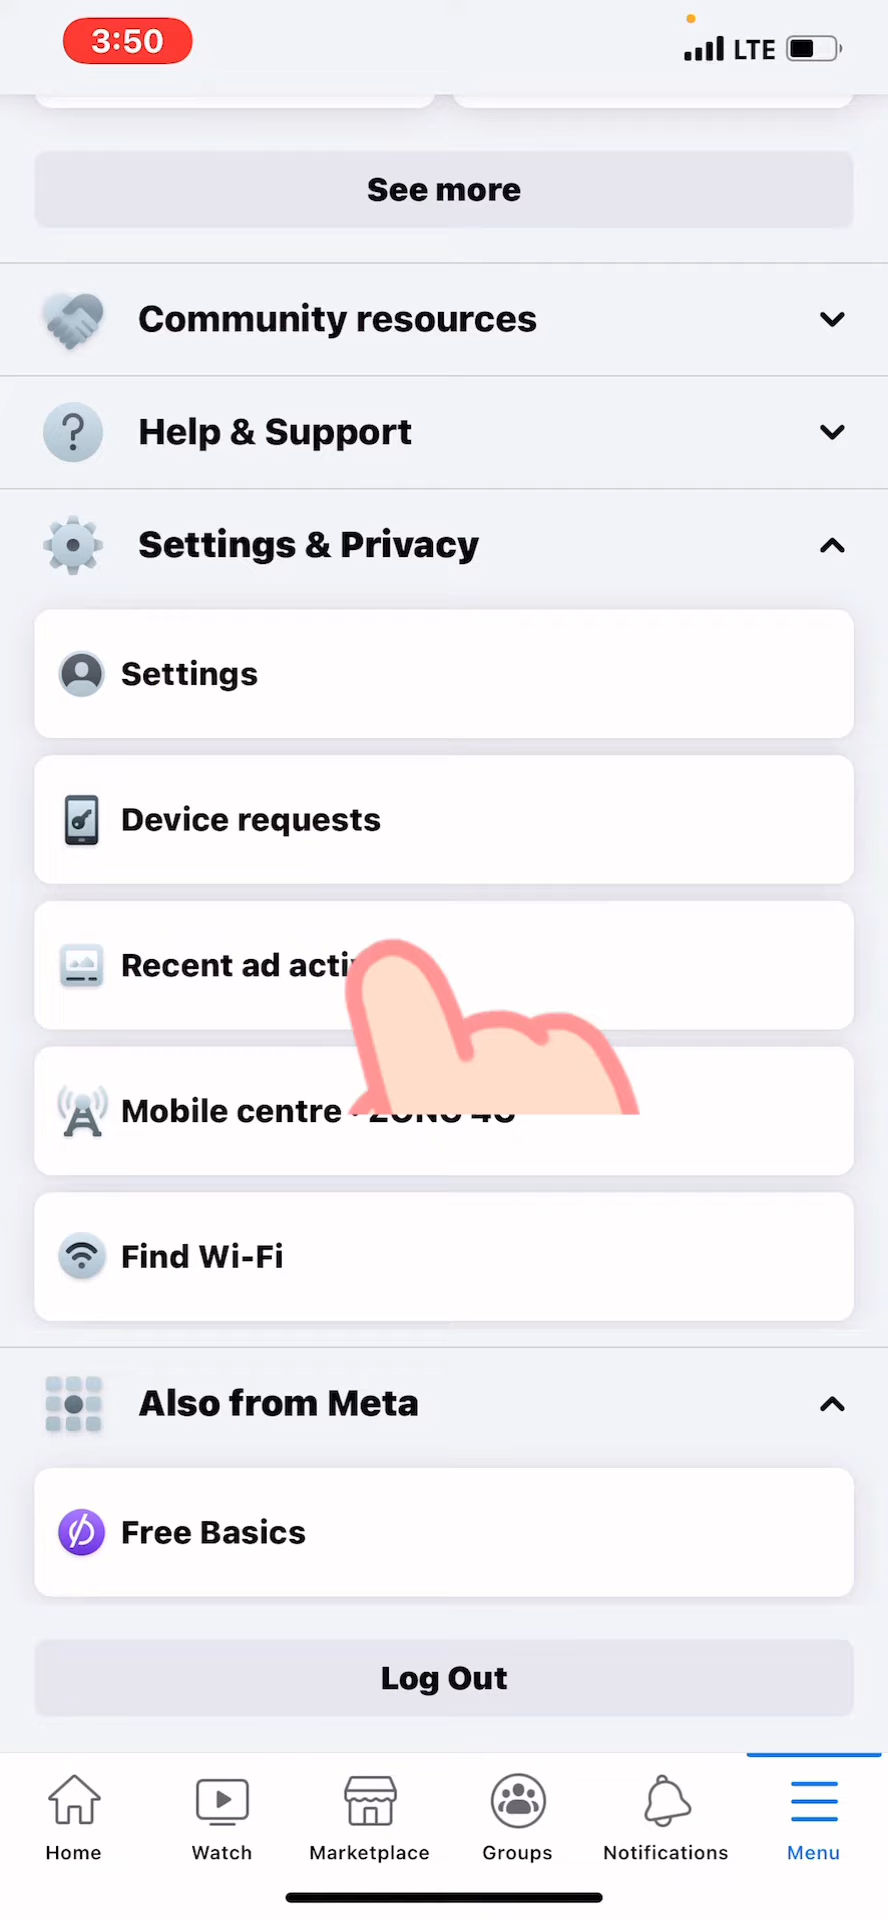 3:50
LTE
See more
Community resources
Help & Support
Settings & Privacy
Settings
Device requests
Recent ad
Mobile centre
Find Wi-Fi
Also from Meta
Free Basics
Log Out
Home Watch Marketplace Groups Notifications Menu